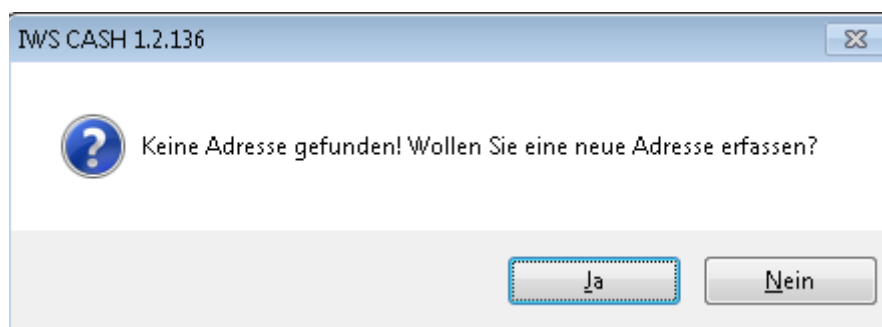 IWS CASH 1.2.136
Keine Adresse gefunden! Wollen Sie eine neue Adresse erfassen?
Ja
Nein